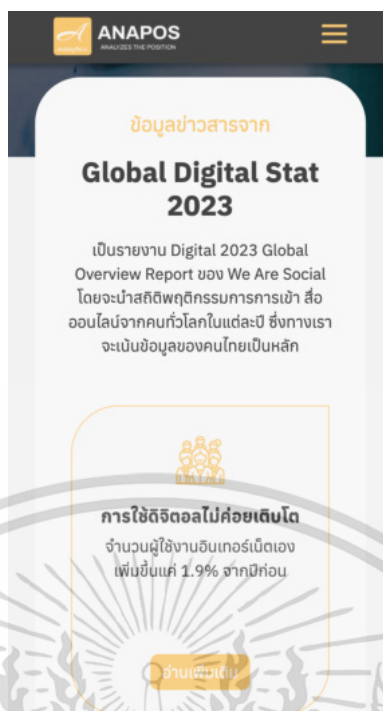 ANAPOS
ANALYZES THE POSITION
ข้อมูลข่าวสารจาก
Global Digital Stat
2023
เป็นรายงาน Digital 2023 Global
Overview Report ของ We Are Social
โดยจะนำสถิติพฤติกรรมการการเข้า สื่อ
ออนไลน์จากคนทั่วโลกในแต่ละปี ซึ่งทางเรา
จะเน้นข้อมูลของคนไทยเป็นหลัก
การใช้ดิจิตอลไม่ค่อยเติบโต
จำนวนผู้ใช้งานอินเทอร์เน็ตเอง
เพิ่มขึ้นแค่ 1.9% จากปีก่อน
อ่านเพิ่มเติม